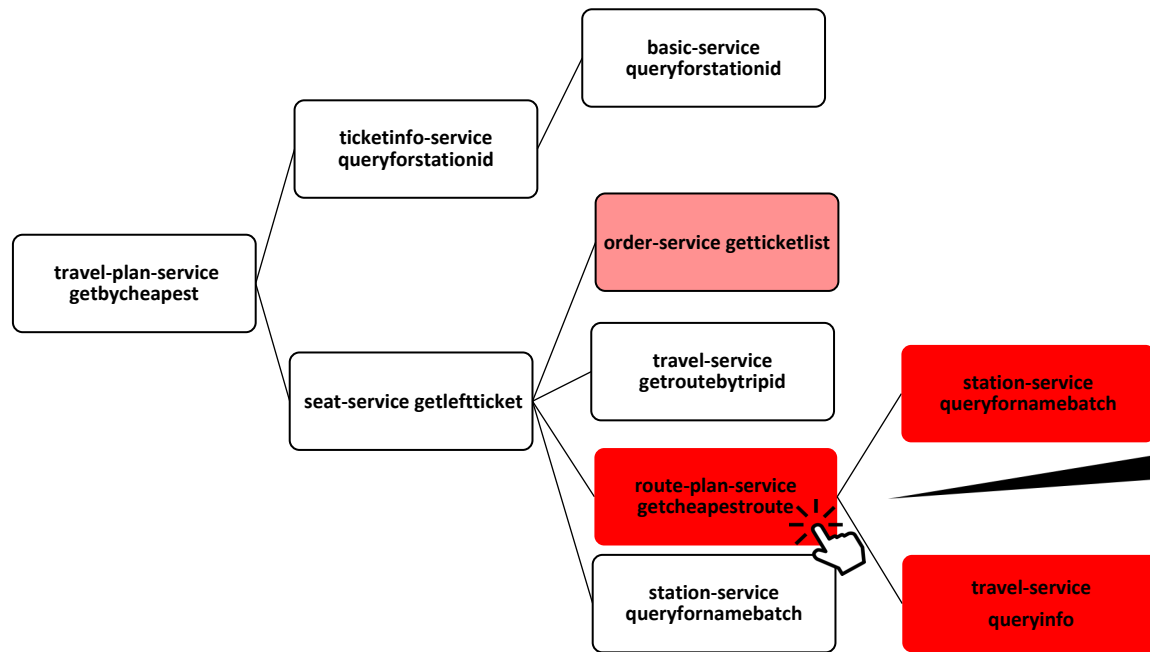 basic-service
queryforstationid
ticketinfo-service
queryforstationid
order-service getticketlist
travel-plan-service
getbycheapest
travel-service
getroutebytripid
station-service
queryfornamebatch
seat-service getleftticket
route-plan-service
getcheapestroute
station-service
queryfornamebatch
travel-service
queryinfo